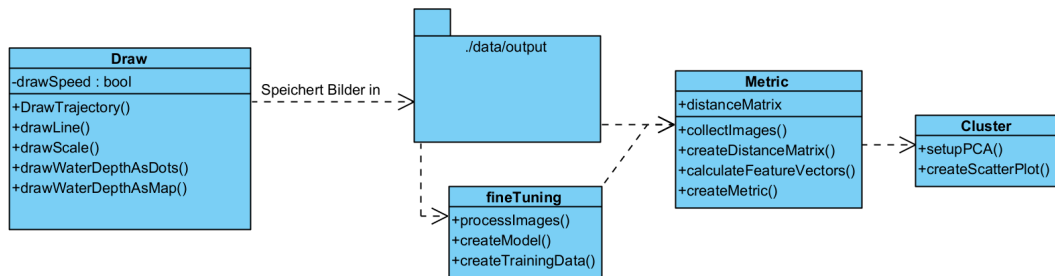 Draw
-drawSpeed : bool
+DrawTrajectory()
+drawLine()
+drawScale()
+drawWaterDepthAsDots()
+drawWaterDepthAsMap()
Speichert Bilder in
./data/output
fineTuning
+processImages()
+createModel()
+createTrainingData()
Metric
+distanceMatrix
+collectImages()
+createDistanceMatrix()
+calculateFeatureVectors()
+createMetric()
Cluster
+setupPCA()
+createScatterPlot()